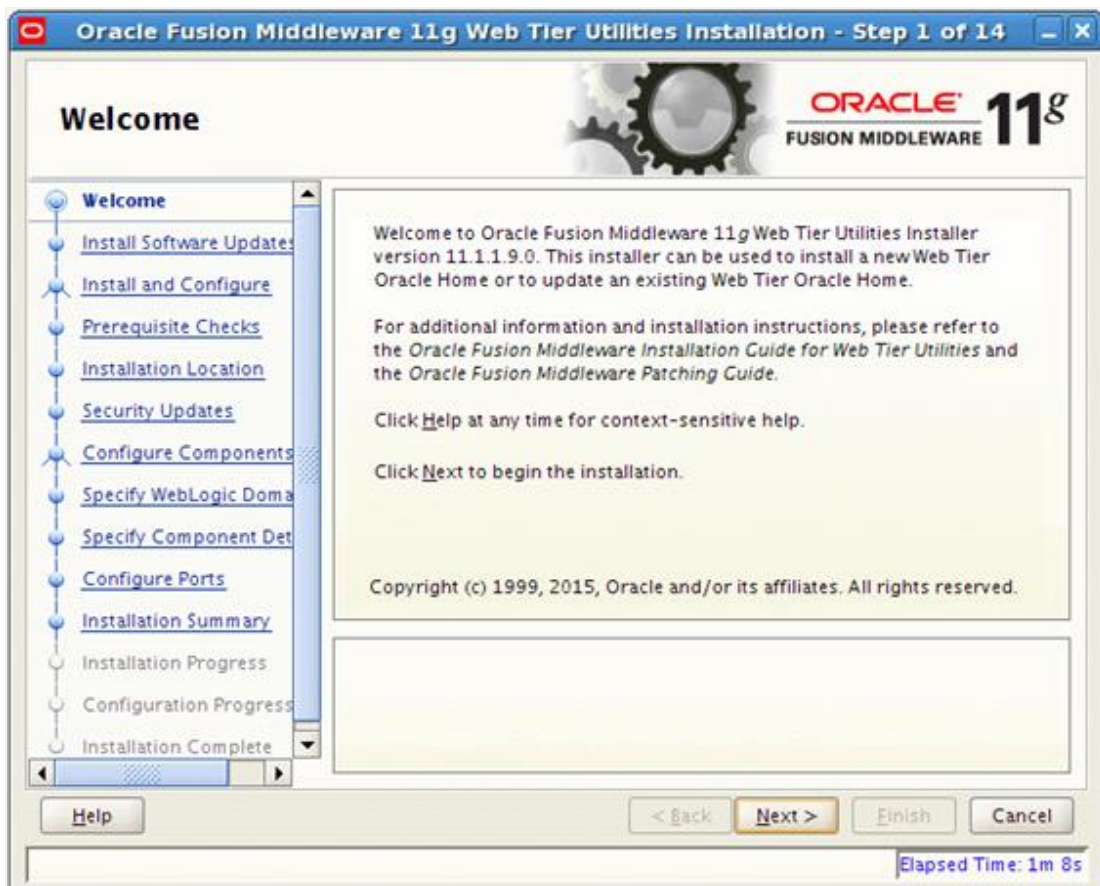 Oracle Fusion Middleware 11g Web Tier Utilities Installation - Step 1 of 14
Welcome
ORACLE' 11g
FUSION MIDDLEWARE
Welcome
Install Software Updates
Install and Configure
Prerequisite Checks
Installation Location
Security Updates
Configure Components
Specify WebLogic Doma
Specify Component Det
Configure Ports
Installation Summary
Installation Progress
Configuration Progress
Installation Complete
Welcome to Oracle Fusion Middleware 11g Web Tier Utilities Installer
version 11.1.1.9.0. This installer can be used to install a new Web Tier
Oracle Home or to update an existing Web Tier Oracle Home.
For additional information and installation instructions, please refer to
the Oracle Fusion Middleware Installation Guide for Web Tier Utilities and
the Oracle Fusion Middleware Patching Guide.
Click Help at any time for context-sensitive help.
Click Next to begin the installation.
Copyright (c) 1999, 2015, Oracle and/or its affiliates. All rights reserved.
Help
< Back
Next >
Finish
Cancel
Elapsed Time: 1m 8s